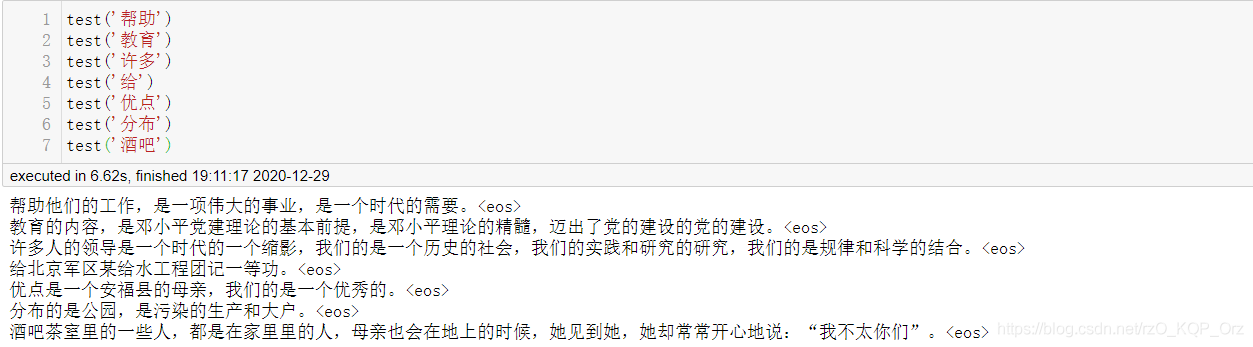 1 test('帮助')
2 test('教育')
3 test('许多')
4 test('给')
5 test('优点')
6 test('分布')
7 test('酒吧')
executed in 6.62s, finished 19:11:17 2020-12-29
帮助他们的工作，是一项伟大的事业，是一个时代的需要。<eos>
教育的内容，是邓小平党建理论的基本前提，是邓小平理论的精髓，迈出了党的建设的党的建设。<eos>
许多人的领导是一个时代的一个缩影，我们的是一个历史的社会，我们的实践和研究的研究，我们的是规律和科学的结合。<eos>
给北京军区某给水工程团记一等功。<eos>
优点是一个安福县的母亲，我们的是一个优秀的。<eos>
分布的是公园，是污染的生产和大户。<eos>
酒吧茶室里的一些人，都是在家里里的人，母亲也会在地上的时候，她见到她，她却常常开心地说：“我不太你们”。<eos>
https://blog.csdn.net/rzO_KQP_Orz